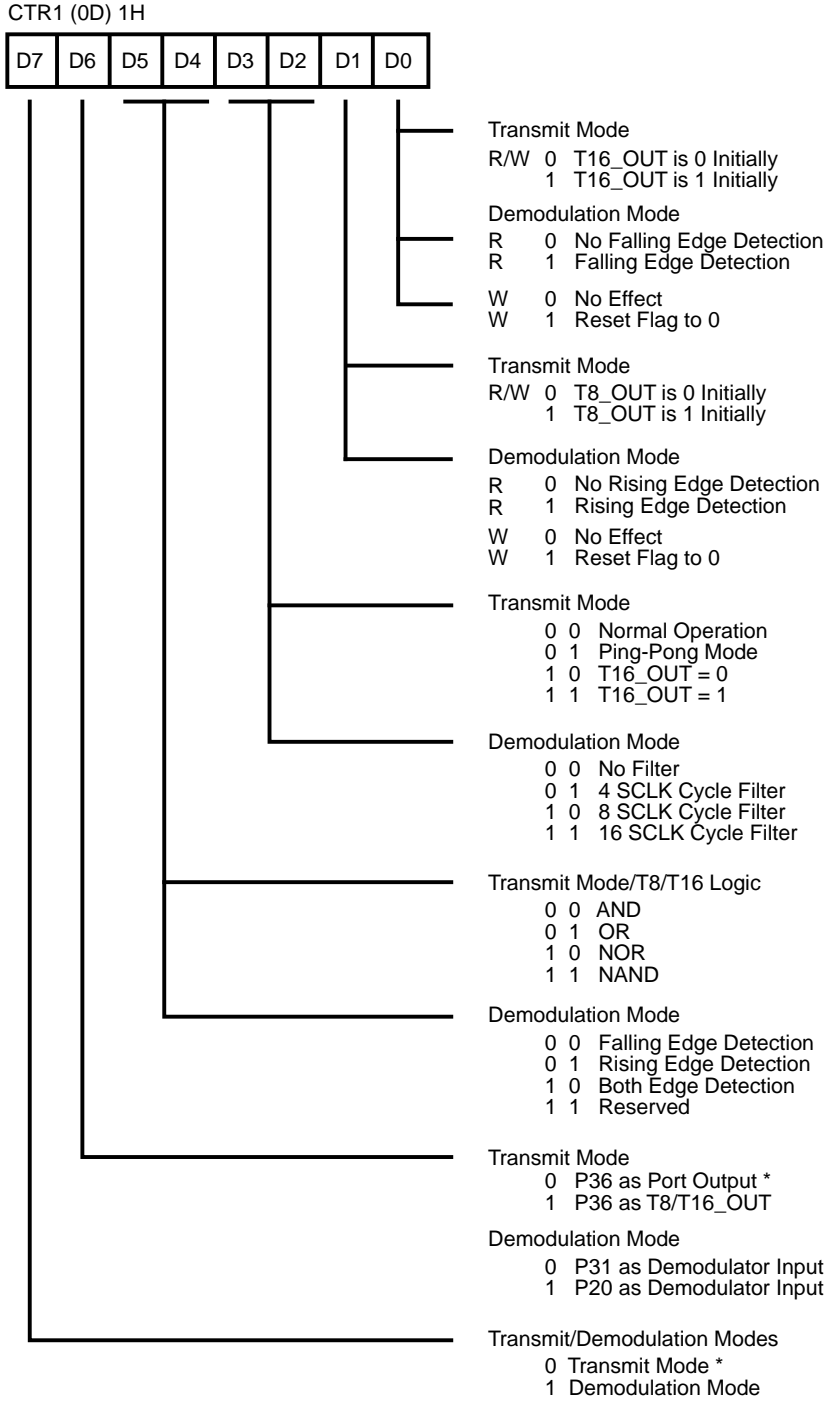 CTR1 (0D) 1H
D7 D6 D5 D4 D3 D2 D1 D0
Transmit Mode
R/W 0 T16_OUT is 0 Initially
1 T16_OUT is 1 Initially
Demodulation Mode
R 0 No Falling Edge Detection
R 1 Falling Edge Detection
W 0 No Effect
W 1 Reset Flag to 0
Transmit Mode
R/W 0 T8_OUT is 0 Initially
1 T8_OUT is 1 Initially
Demodulation Mode
R 0 No Rising Edge Detection
R 1 Rising Edge Detection
W 0 No Effect
W 1 Reset Flag to 0
Transmit Mode
0 0 Normal Operation
0 1 Ping-Pong Mode
1 0 T16_OUT = 0
1 1 T16_OUT = 1
Demodulation Mode
0 0 No Filter
0 1 4 SCLK Cycle Filter
1 0 8 SCLK Cycle Filter
1 1 16 SCLK Cycle Filter
Transmit Mode/T8/T16 Logic
0 0 AND
0 1 OR
1 0 NOR
1 1 NAND
Demodulation Mode
0 0 Falling Edge Detection
0 1 Rising Edge Detection
1 0 Both Edge Detection
1 1 Reserved
Transmit Mode
0 P36 as Port Output *
1 P36 as T8/T16_OUT
Demodulation Mode
0 P31 as Demodulator Input
1 P20 as Demodulator Input
Transmit/Demodulation Modes
0 Transmit Mode *
1 Demodulation Mode